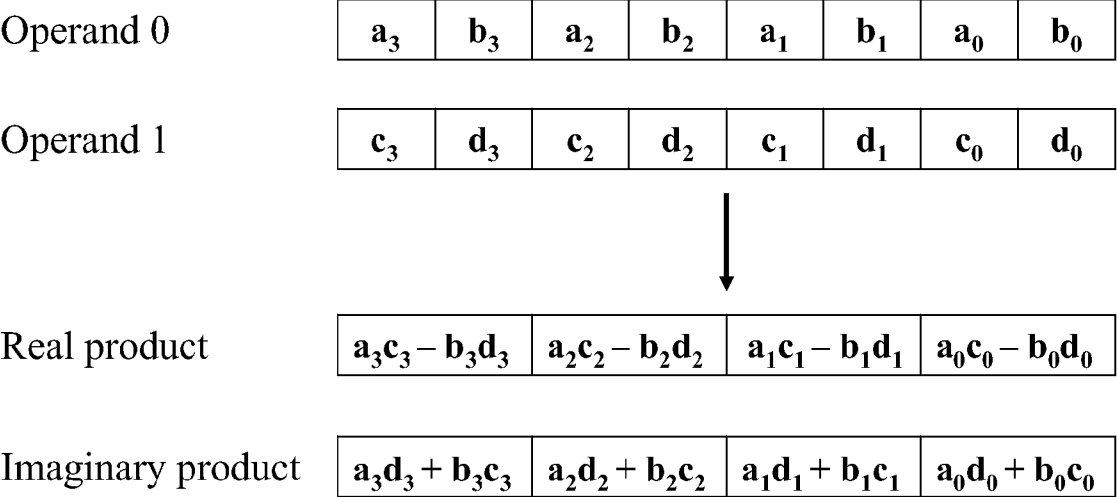 Operand 0 a₃ b₃ a₂ b₂ a₁ b₁ a₀ b₀
Operand 1 c₃ d₃ c₂ d₂ c₁ d₁ c₀ d₀
Real product a₃c₃ – b₃d₃ a₂c₂ – b₂d₂ a₁c₁ – b₁d₁ a₀c₀ – b₀d₀
Imaginary product a₃d₃ + b₃c₃ a₂d₂ + b₂c₂ a₁d₁ + b₁c₁ a₀d₀ + b₀c₀